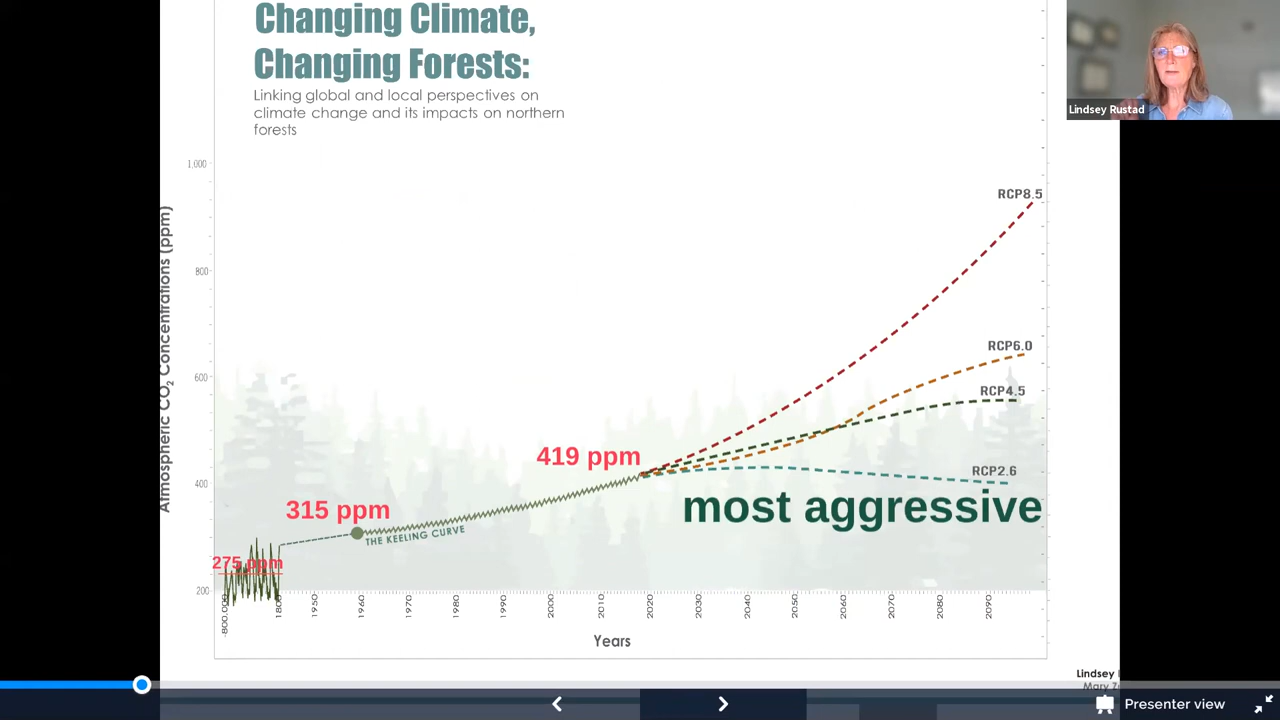 Changing Climate,
Changing Forests:
Linking global and local perspectives on
climate change and its impacts on northern
forests
Lindsey Rustad
Atmospheric CO2 Concentrations (ppm)
1,000
800
600
400
200
RCP8.5
RCP6.0
RCP4.5
RCP2.6
419 ppm
most aggressive
315 ppm
THE KEELING CURVE
275 ppm
-800,000 1800 1950 1960 1970 1980 1990 2000 2010 2020 2030 2040 2050 2060 2070 2080 2090
Years
Lindsey
Mary
Presenter view